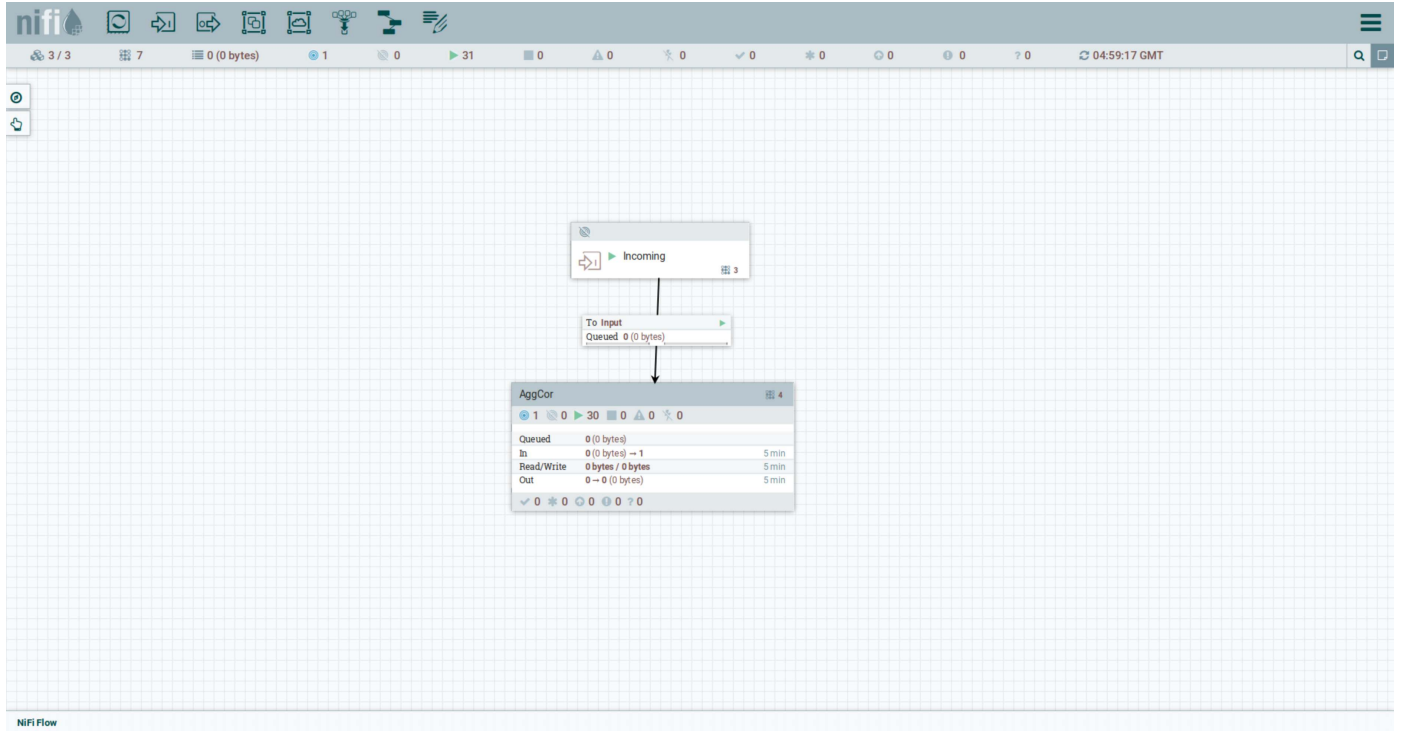 nifi
3 / 3 7 0 (0 bytes) 1 0 31 0 0 0 0 0 0 0 ? 0 04:59:17 GMT
Incoming
3
To Input
Queued 0 (0 bytes)
AggCor 4
1 0 30 0 0 0
Queued 0 (0 bytes)
In 0 (0 bytes) → 1 5 min
Read/Write 0 bytes / 0 bytes 5 min
Out 0 → 0 (0 bytes) 5 min
0 0 0 0 ? 0
NiFi Flow